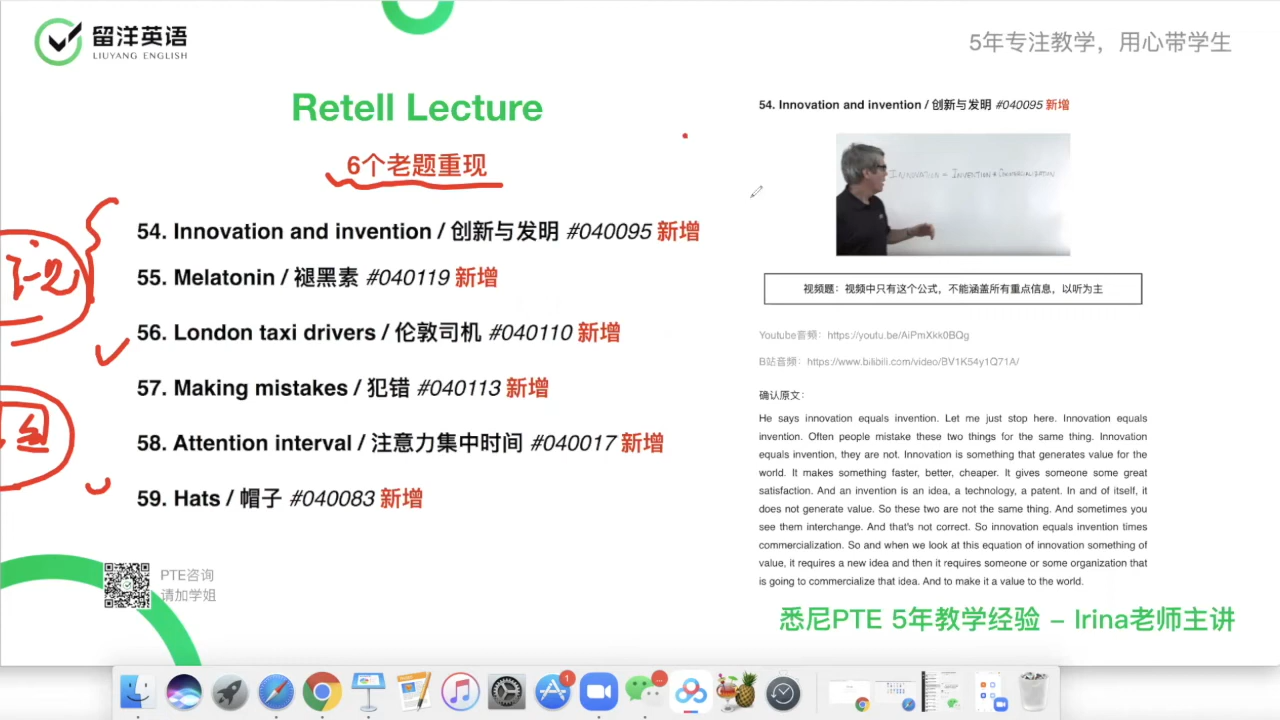 留洋英语
LIUYANG ENGLISH
5年专注教学，用心带学生
Retell Lecture
6个老题重现
54. Innovation and invention / 创新与发明 #040095 新增
55. Melatonin / 褪黑素 #040119 新增
56. London taxi drivers / 伦敦司机 #040110 新增
57. Making mistakes / 犯错 #040113 新增
58. Attention interval / 注意力集中时间 #040017 新增
59. Hats / 帽子 #040083 新增
PTE咨询
请加学姐
54. Innovation and invention / 创新与发明 #040095 新增
INNOVATION = INVENTION + COMMERCIALIZATION
视频题：视频中只有这个公式，不能涵盖所有重点信息，以听为主
Youtube音频：https://youtu.be/AiPmXkk0BQg
B站音频：https://www.bilibili.com/video/BV1K54y1Q71A/
确认原文：
He says innovation equals invention. Let me just stop here. Innovation equals
invention. Often people mistake these two things for the same thing. Innovation
equals invention, they are not. Innovation is something that generates value for the
world. It makes something faster, better, cheaper. It gives someone some great
satisfaction. And an invention is an idea, a technology, a patent. In and of itself, it
does not generate value. So these two are not the same thing. And sometimes you
see them interchange. And that's not correct. So innovation equals invention times
commercialization. So and when we look at this equation of innovation something of
value, it requires a new idea and then it requires someone or some organization that
is going to commercialize that idea. And to make it a value to the world.
悉尼PTE 5年教学经验 – Irina老师主讲